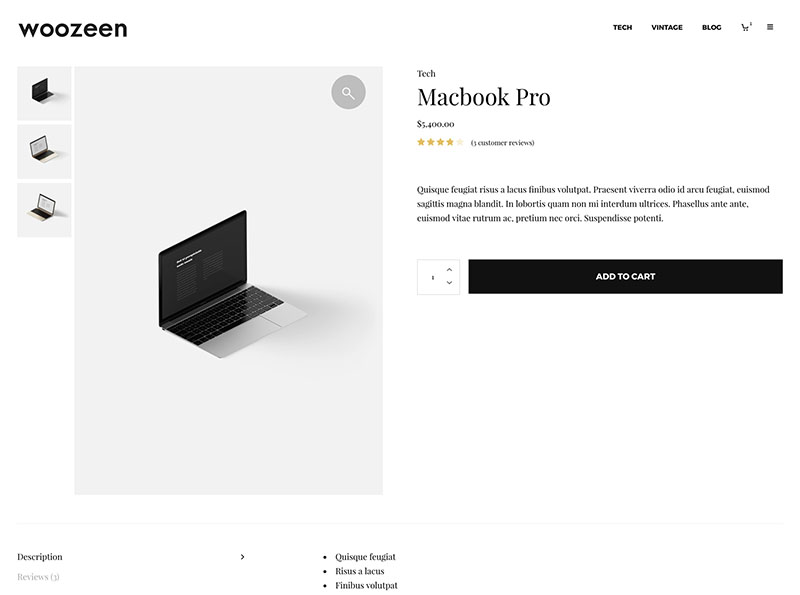 woozeen
TECH VINTAGE BLOG 1
Tech
Macbook Pro
$5,400.00
(3 customer reviews)
Quisque feugiat risus a lacus finibus volutpat. Praesent viverra odio id arcu feugiat, euismod
sagittis magna blandit. In lobortis quam non mi interdum ultrices. Phasellus ante ante,
euismod vitae rutrum ac, pretium nec orci. Suspendisse potenti.
1
ADD TO CART
Description
Reviews (3)
• Quisque feugiat
• Risus a lacus
• Finibus volutpat